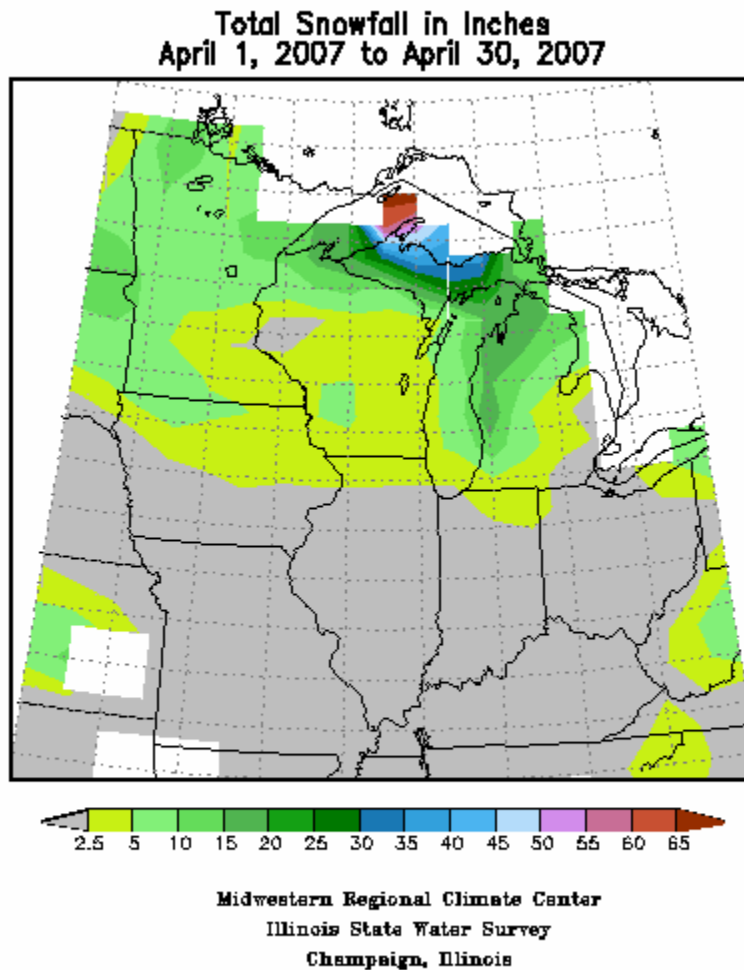 Total Snowfall in Inches
April 1, 2007 to April 30, 2007
2.5 5 10 15 20 25 30 35 40 45 50 55 60 65
Midwestern Regional Climate Center
Illinois State Water Survey
Champaign, Illinois